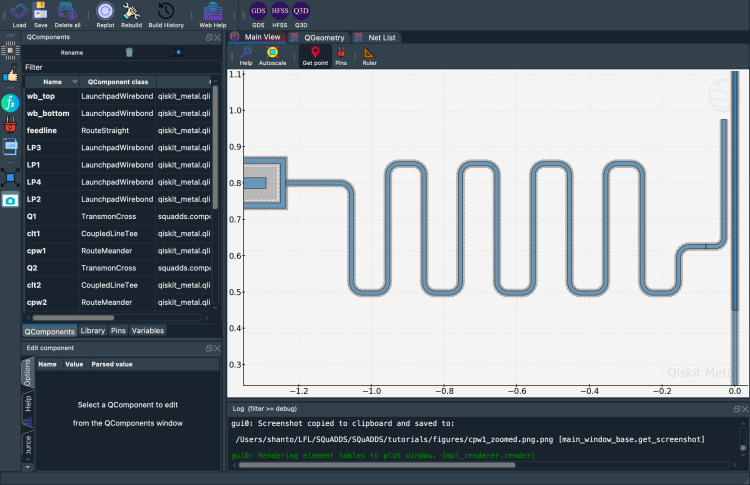 GDS HFSS Q3D
Load Save Delete all Replot Rebuild Build History Web Help GDS HFSS Q3D
QComponents
Rename
Filter
Name QComponent class
wb_top LaunchpadWirebond qiskit_metal.qli
wb_bottom LaunchpadWirebond qiskit_metal.qli
feedline RouteStraight qiskit_metal.qli
LP3 LaunchpadWirebond qiskit_metal.qli
LP1 LaunchpadWirebond qiskit_metal.qli
LP4 LaunchpadWirebond qiskit_metal.qli
LP2 LaunchpadWirebond qiskit_metal.qli
Q1 TransmonCross squadds.compo
clt1 CoupledLineTee qiskit_metal.qli
cpw1 RouteMeander qiskit_metal.qli
Q2 TransmonCross squadds.compo
clt2 CoupledLineTee qiskit_metal.qli
cpw2 RouteMeander qiskit_metal.qli
QComponents Library Pins Variables
Edit component
Options
Help
ource
Name Value Parsed value
Select a QComponent to edit
from the QComponents window
Main View QGeometry Net List
Help Autoscale Get point Pins Ruler
1.1
1.0
0.9
0.8
0.7
0.6
0.5
0.4
0.3
−1.2 −1.0 −0.8 −0.6 −0.4 −0.2 0.0
Qiskit Metal
Log (filter >= debug)
gui0: Screenshot copied to clipboard and saved to:
/Users/shanto/LFL/SQuADDS/SQuADDS/tutorials/figures/cpw1_zoomed.png.png [main_window_base.get_screenshot]
gui0: Rendering element tables to plot window. [mpl_renderer.render]